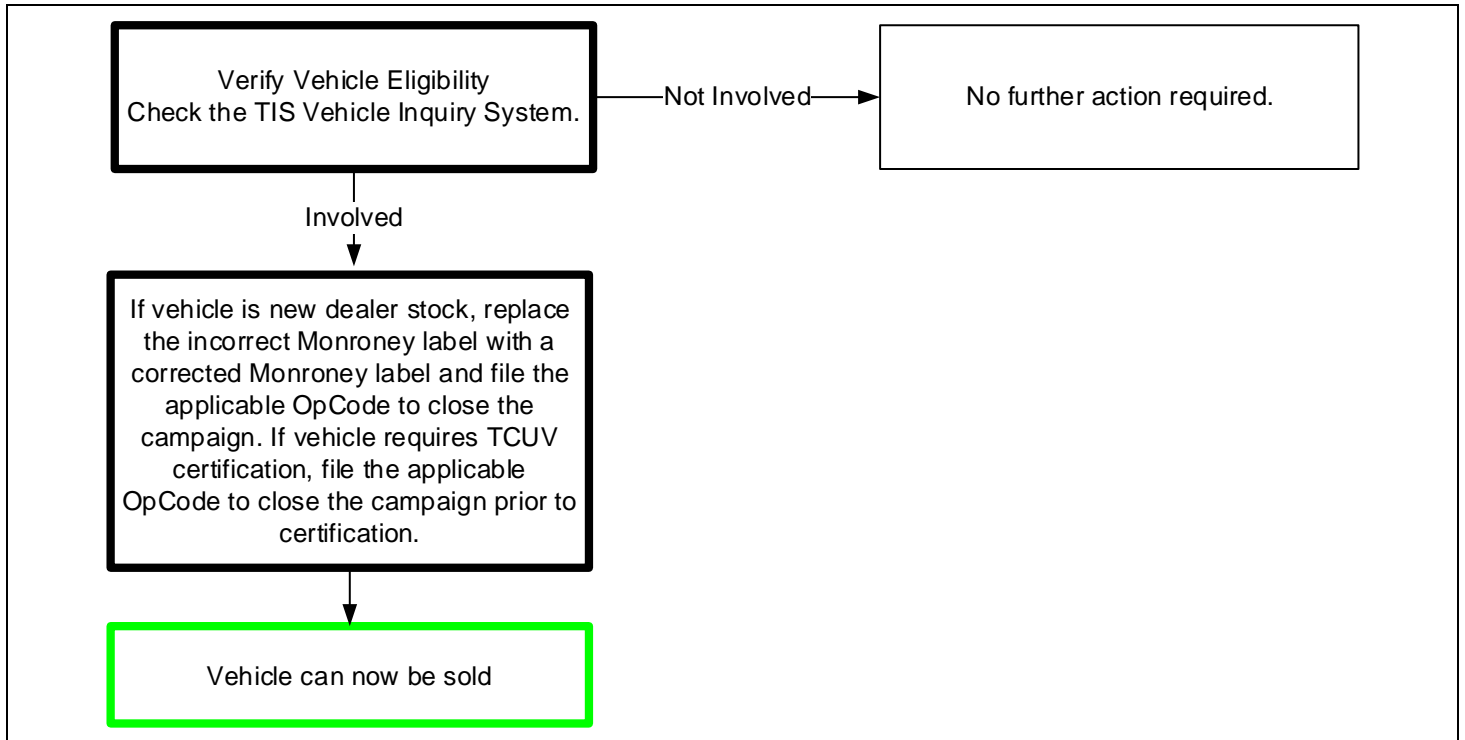 Verify Vehicle Eligibility
Check the TIS Vehicle Inquiry System.
Not Involved
No further action required.
Involved
If vehicle is new dealer stock, replace
the incorrect Monroney label with a
corrected Monroney label and file the
applicable OpCode to close the
campaign. If vehicle requires TCUV
certification, file the applicable
OpCode to close the campaign prior to
certification.
Vehicle can now be sold